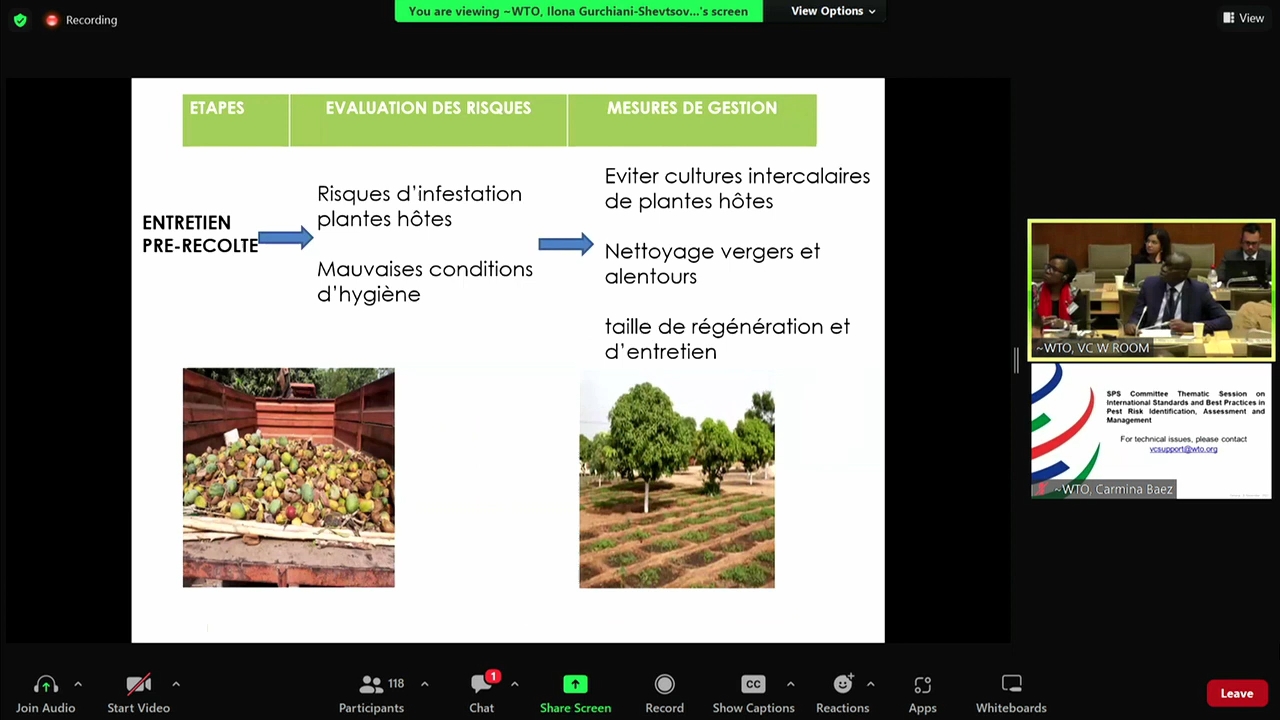 Recording
You are viewing ~WTO, Ilona Gurchiani-Shevtsov...'s screen
View Options
View
ETAPES
EVALUATION DES RISQUES
MESURES DE GESTION
ENTRETIEN
PRE-RECOLTE
Risques d'infestation
plantes hôtes
Mauvaises conditions
d'hygiène
Eviter cultures intercalaires
de plantes hôtes
Nettoyage vergers et
alentours
taille de régénération et
d'entretien
~WTO, VC W ROOM
SPS Committee Thematic Session on
International Standards and Best Practices in
Pest Risk Identification, Assessment and
Management
For technical issues, please contact
vcsupport@wto.org
~WTO, Carmina Baez
Join Audio
Start Video
118
Participants
1
Chat
Share Screen
Record
CC
Show Captions
Reactions
Apps
Whiteboards
Leave